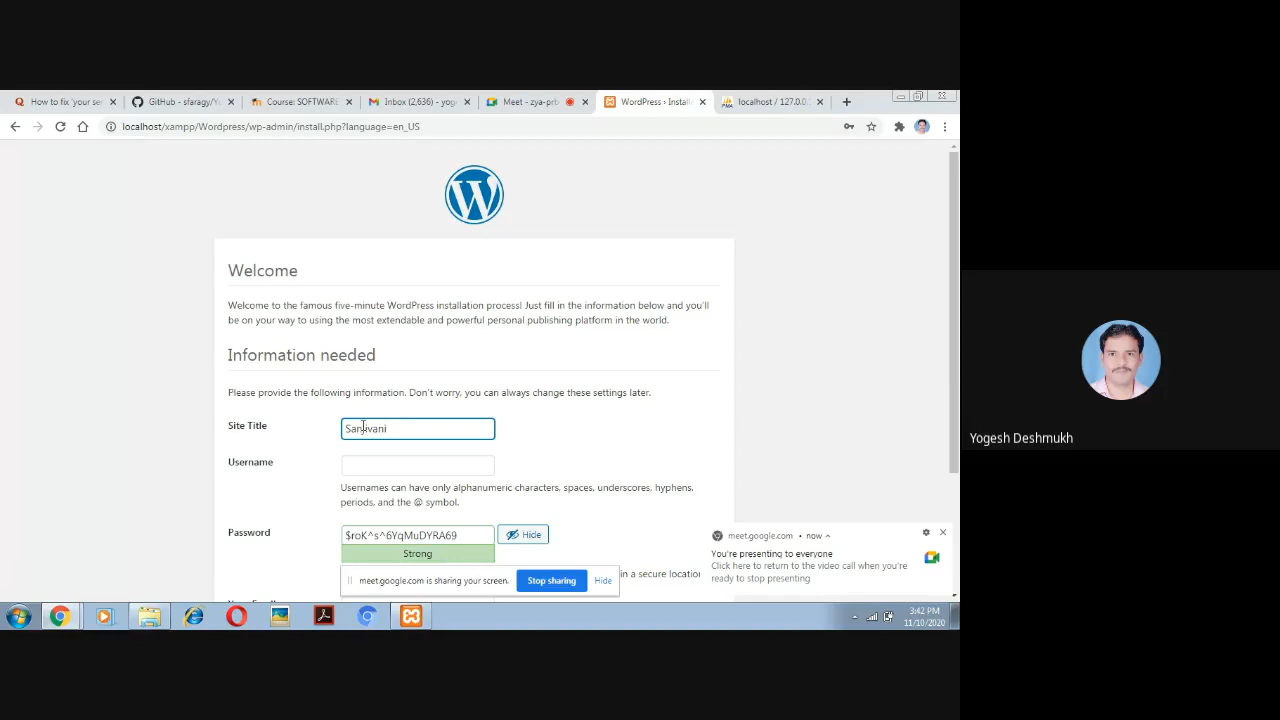 How to fix 'your se
GitHub - sfaragy/Yo
Course: SOFTWARE
Inbox (2,636) - yog
Meet - zya-prb
WordPress › Install
localhost / 127.0.0.
localhost/xampp/Wordpress/wp-admin/install.php?language=en_US
Welcome
Welcome to the famous five-minute WordPress installation process! Just fill in the information below and you'll
be on your way to using the most extendable and powerful personal publishing platform in the world.
Information needed
Please provide the following information. Don't worry, you can always change these settings later.
Site Title
Sanjivani
Username
Usernames can have only alphanumeric characters, spaces, underscores, hyphens,
periods, and the @ symbol.
Password
$roK^s^6YqMuDYRA69
Hide
Strong
in a secure location
meet.google.com is sharing your screen.
Stop sharing
Hide
meet.google.com • now
You're presenting to everyone
Click here to return to the video call when you're
ready to stop presenting
3:42 PM
11/10/2020
Yogesh Deshmukh